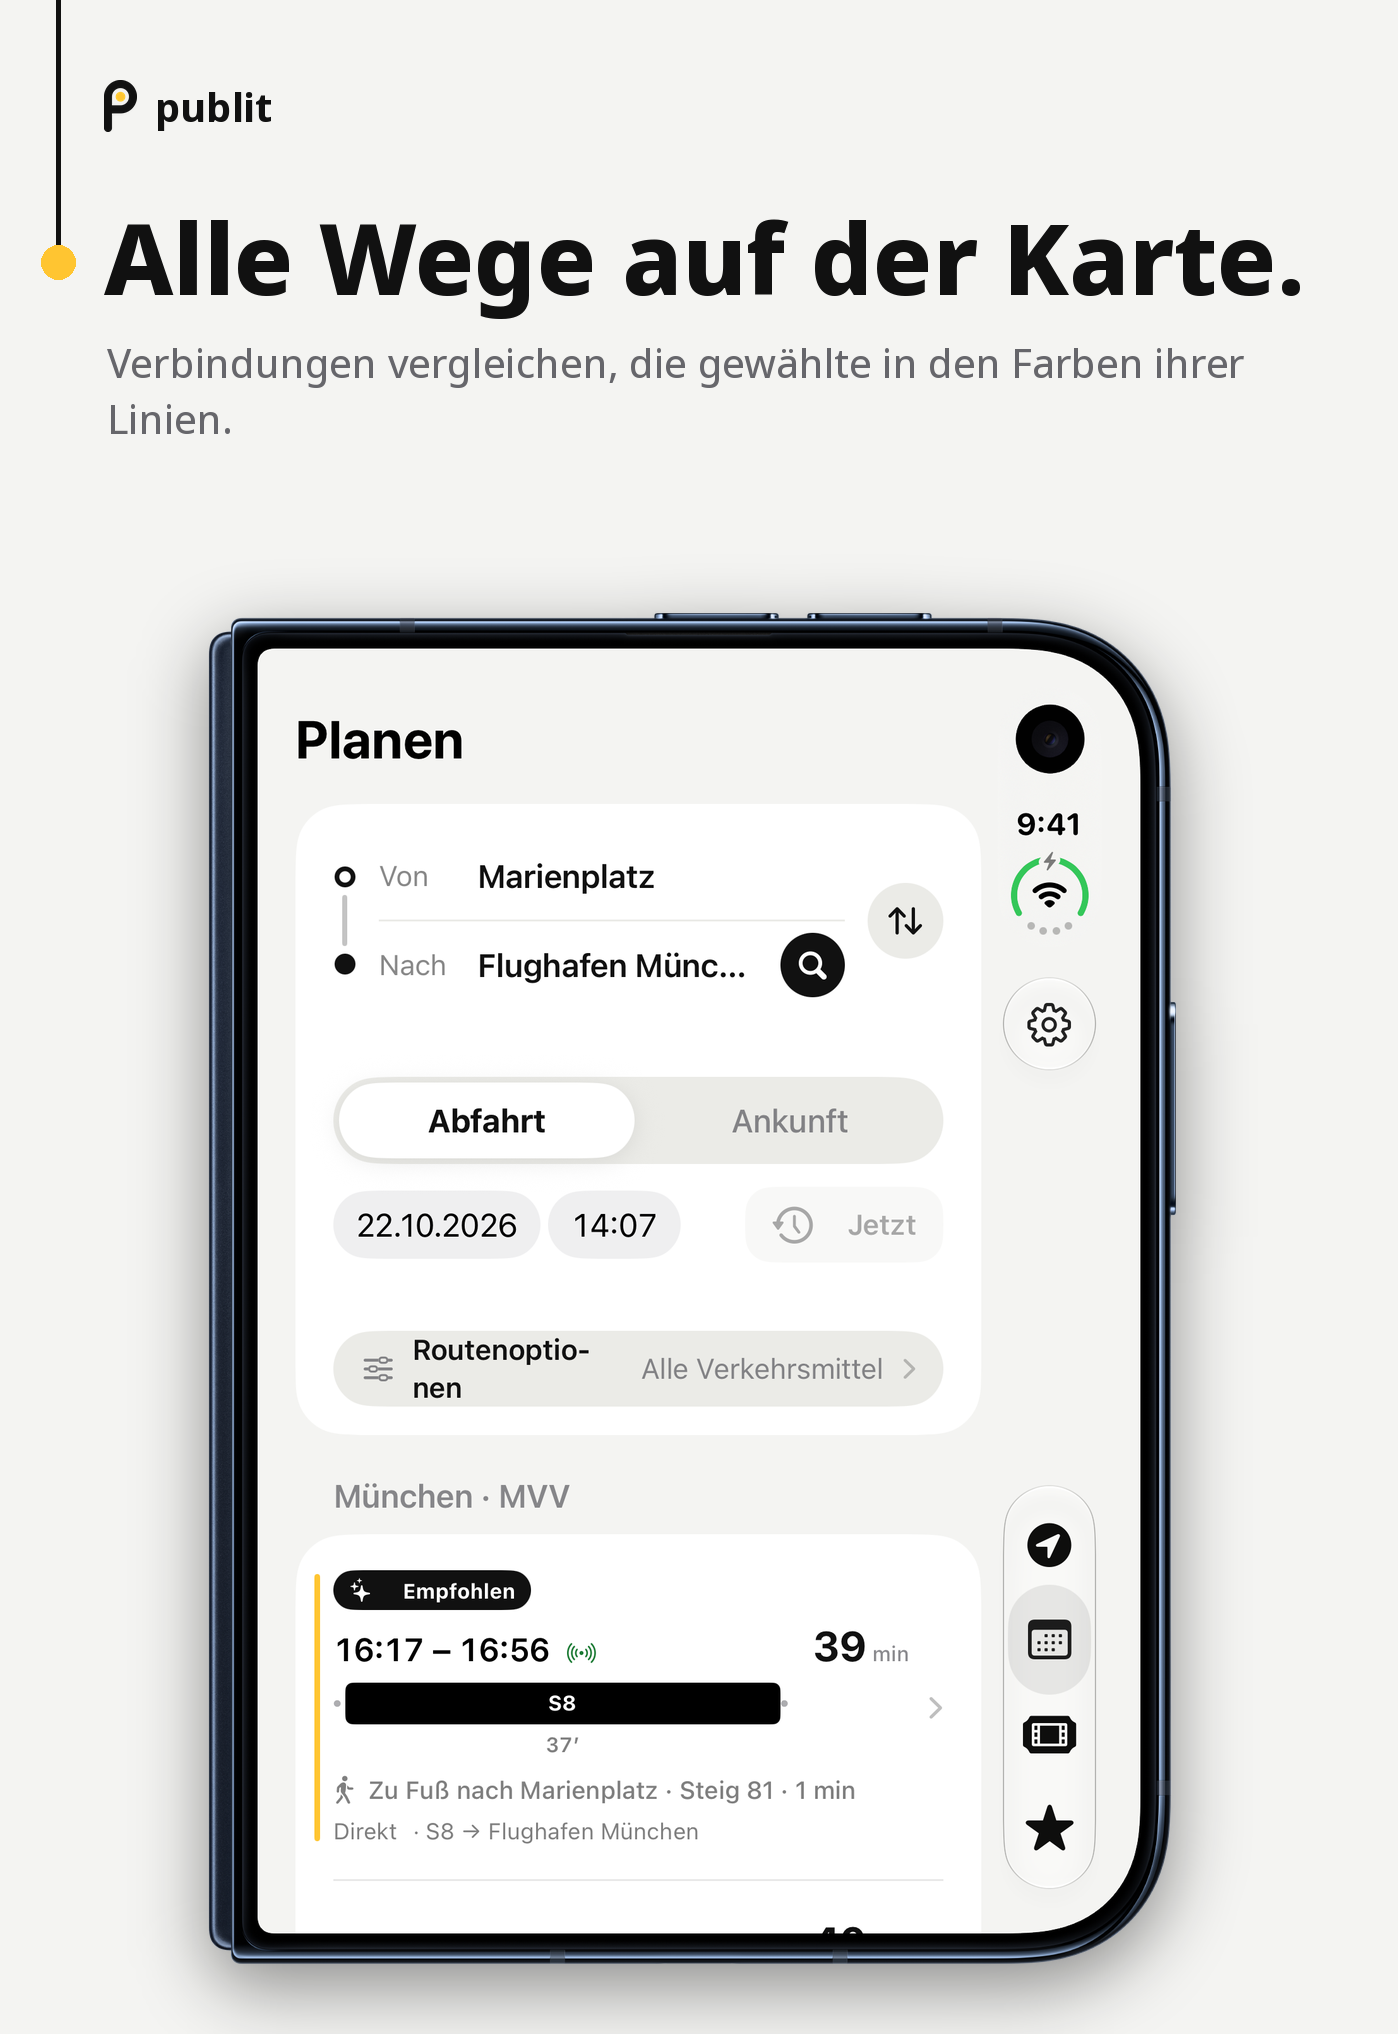 publit
Alle Wege auf der Karte.
Verbindungen vergleichen, die gewählte in den Farben ihrer
Linien.
Planen
9:41
Von Marienplatz
Nach Flughafen Münc...
Abfahrt Ankunft
22.10.2026 14:07 Jetzt
Routenoptio-
nen
Alle Verkehrsmittel
München · MVV
Empfohlen
16:17 – 16:56 39 min
S8
37′
Zu Fuß nach Marienplatz · Steig 81 · 1 min
Direkt · S8 → Flughafen München